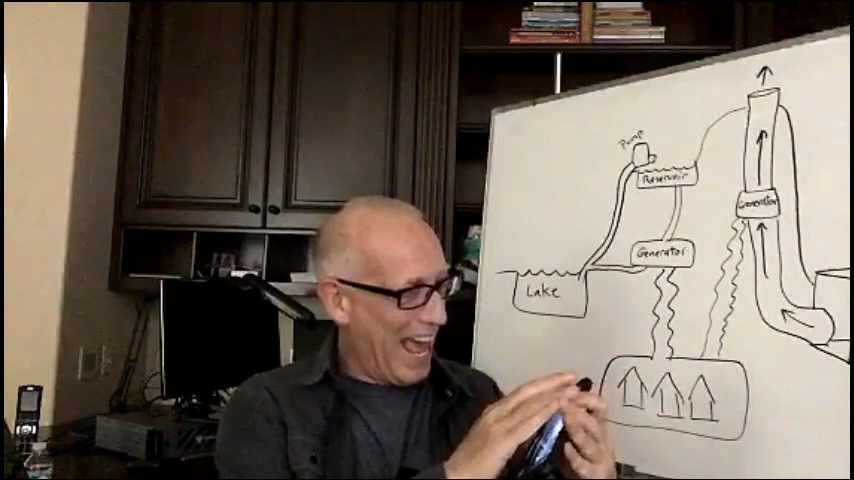 Pump
Reservoir
Generator
Generator
Lake